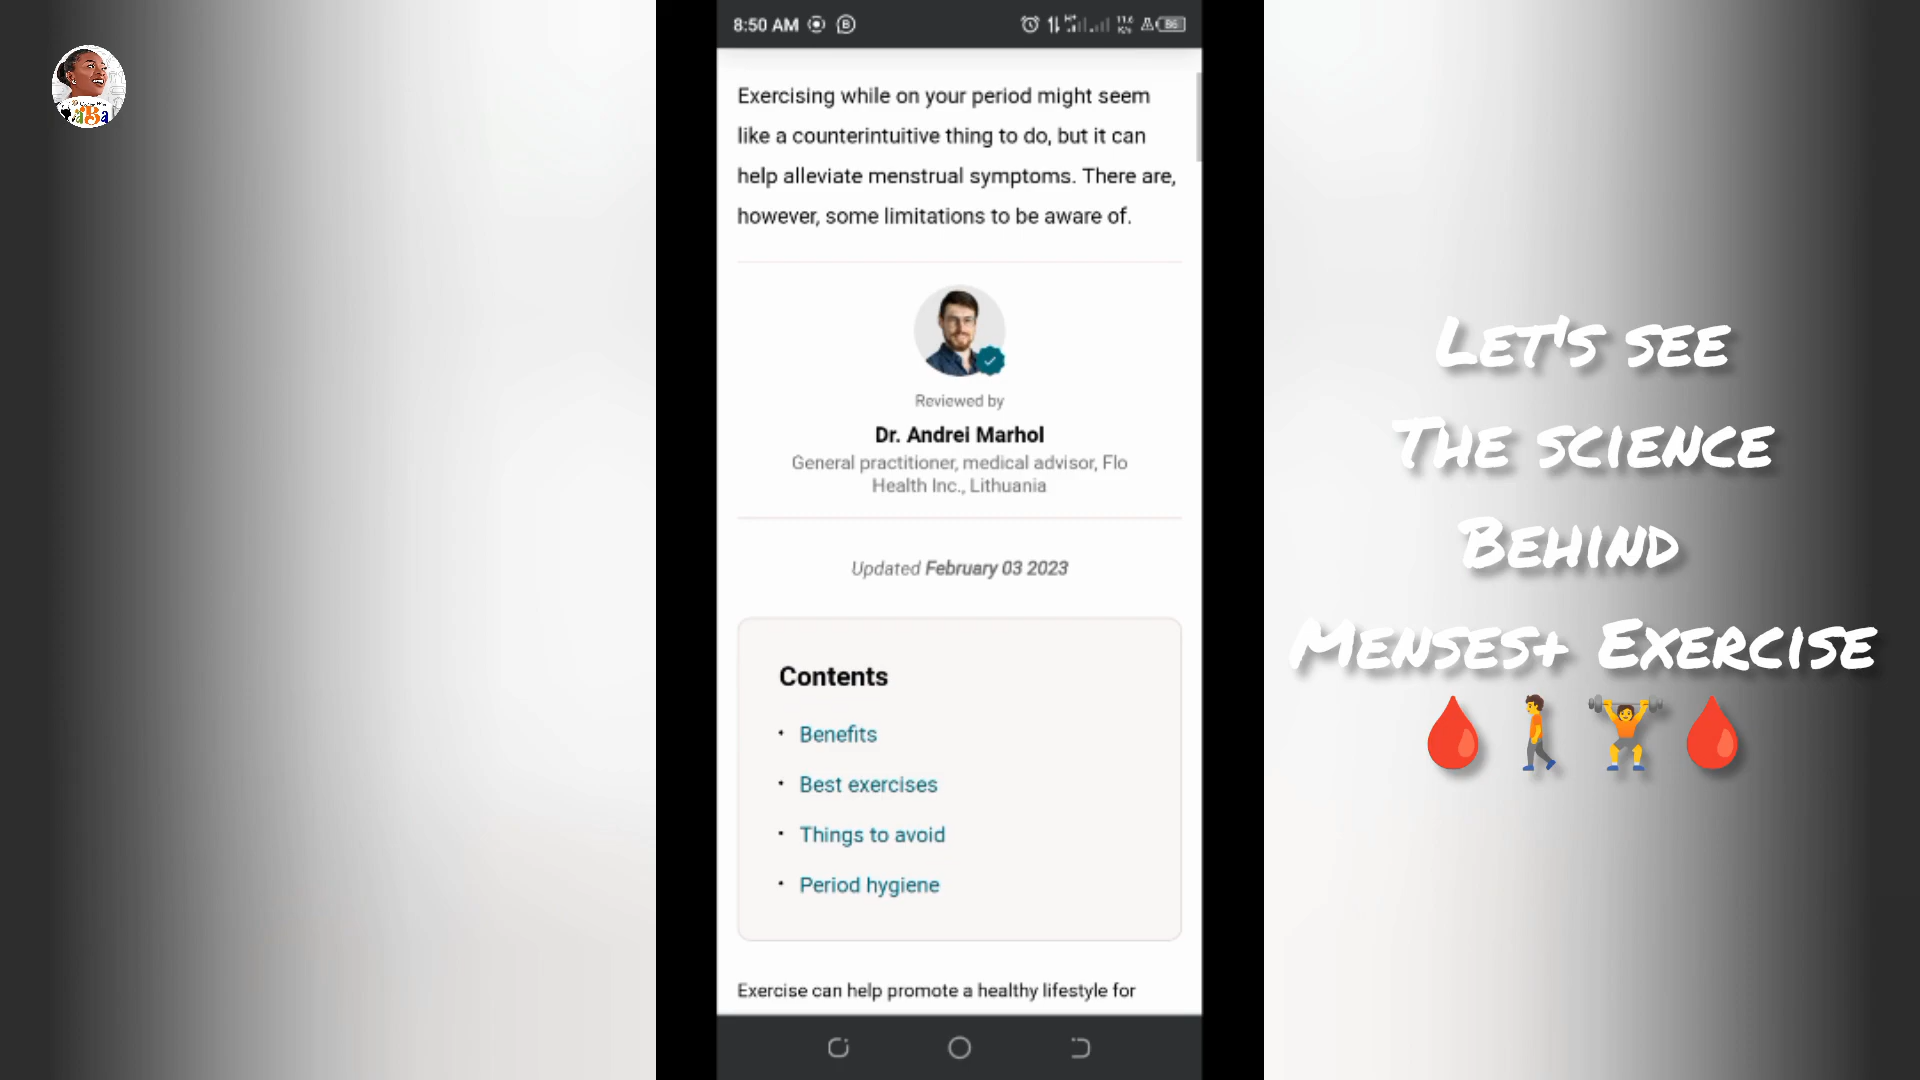 8:50 AM
86
Exercising while on your period might seem
like a counterintuitive thing to do, but it can
help alleviate menstrual symptoms. There are,
however, some limitations to be aware of.
Reviewed by
Dr. Andrei Marhol
General practitioner, medical advisor, Flo
Health Inc., Lithuania
Updated February 03 2023
Contents
• Benefits
• Best exercises
• Things to avoid
• Period hygiene
Exercise can help promote a healthy lifestyle for
Let's see
The science
Behind
Menses+ Exercise